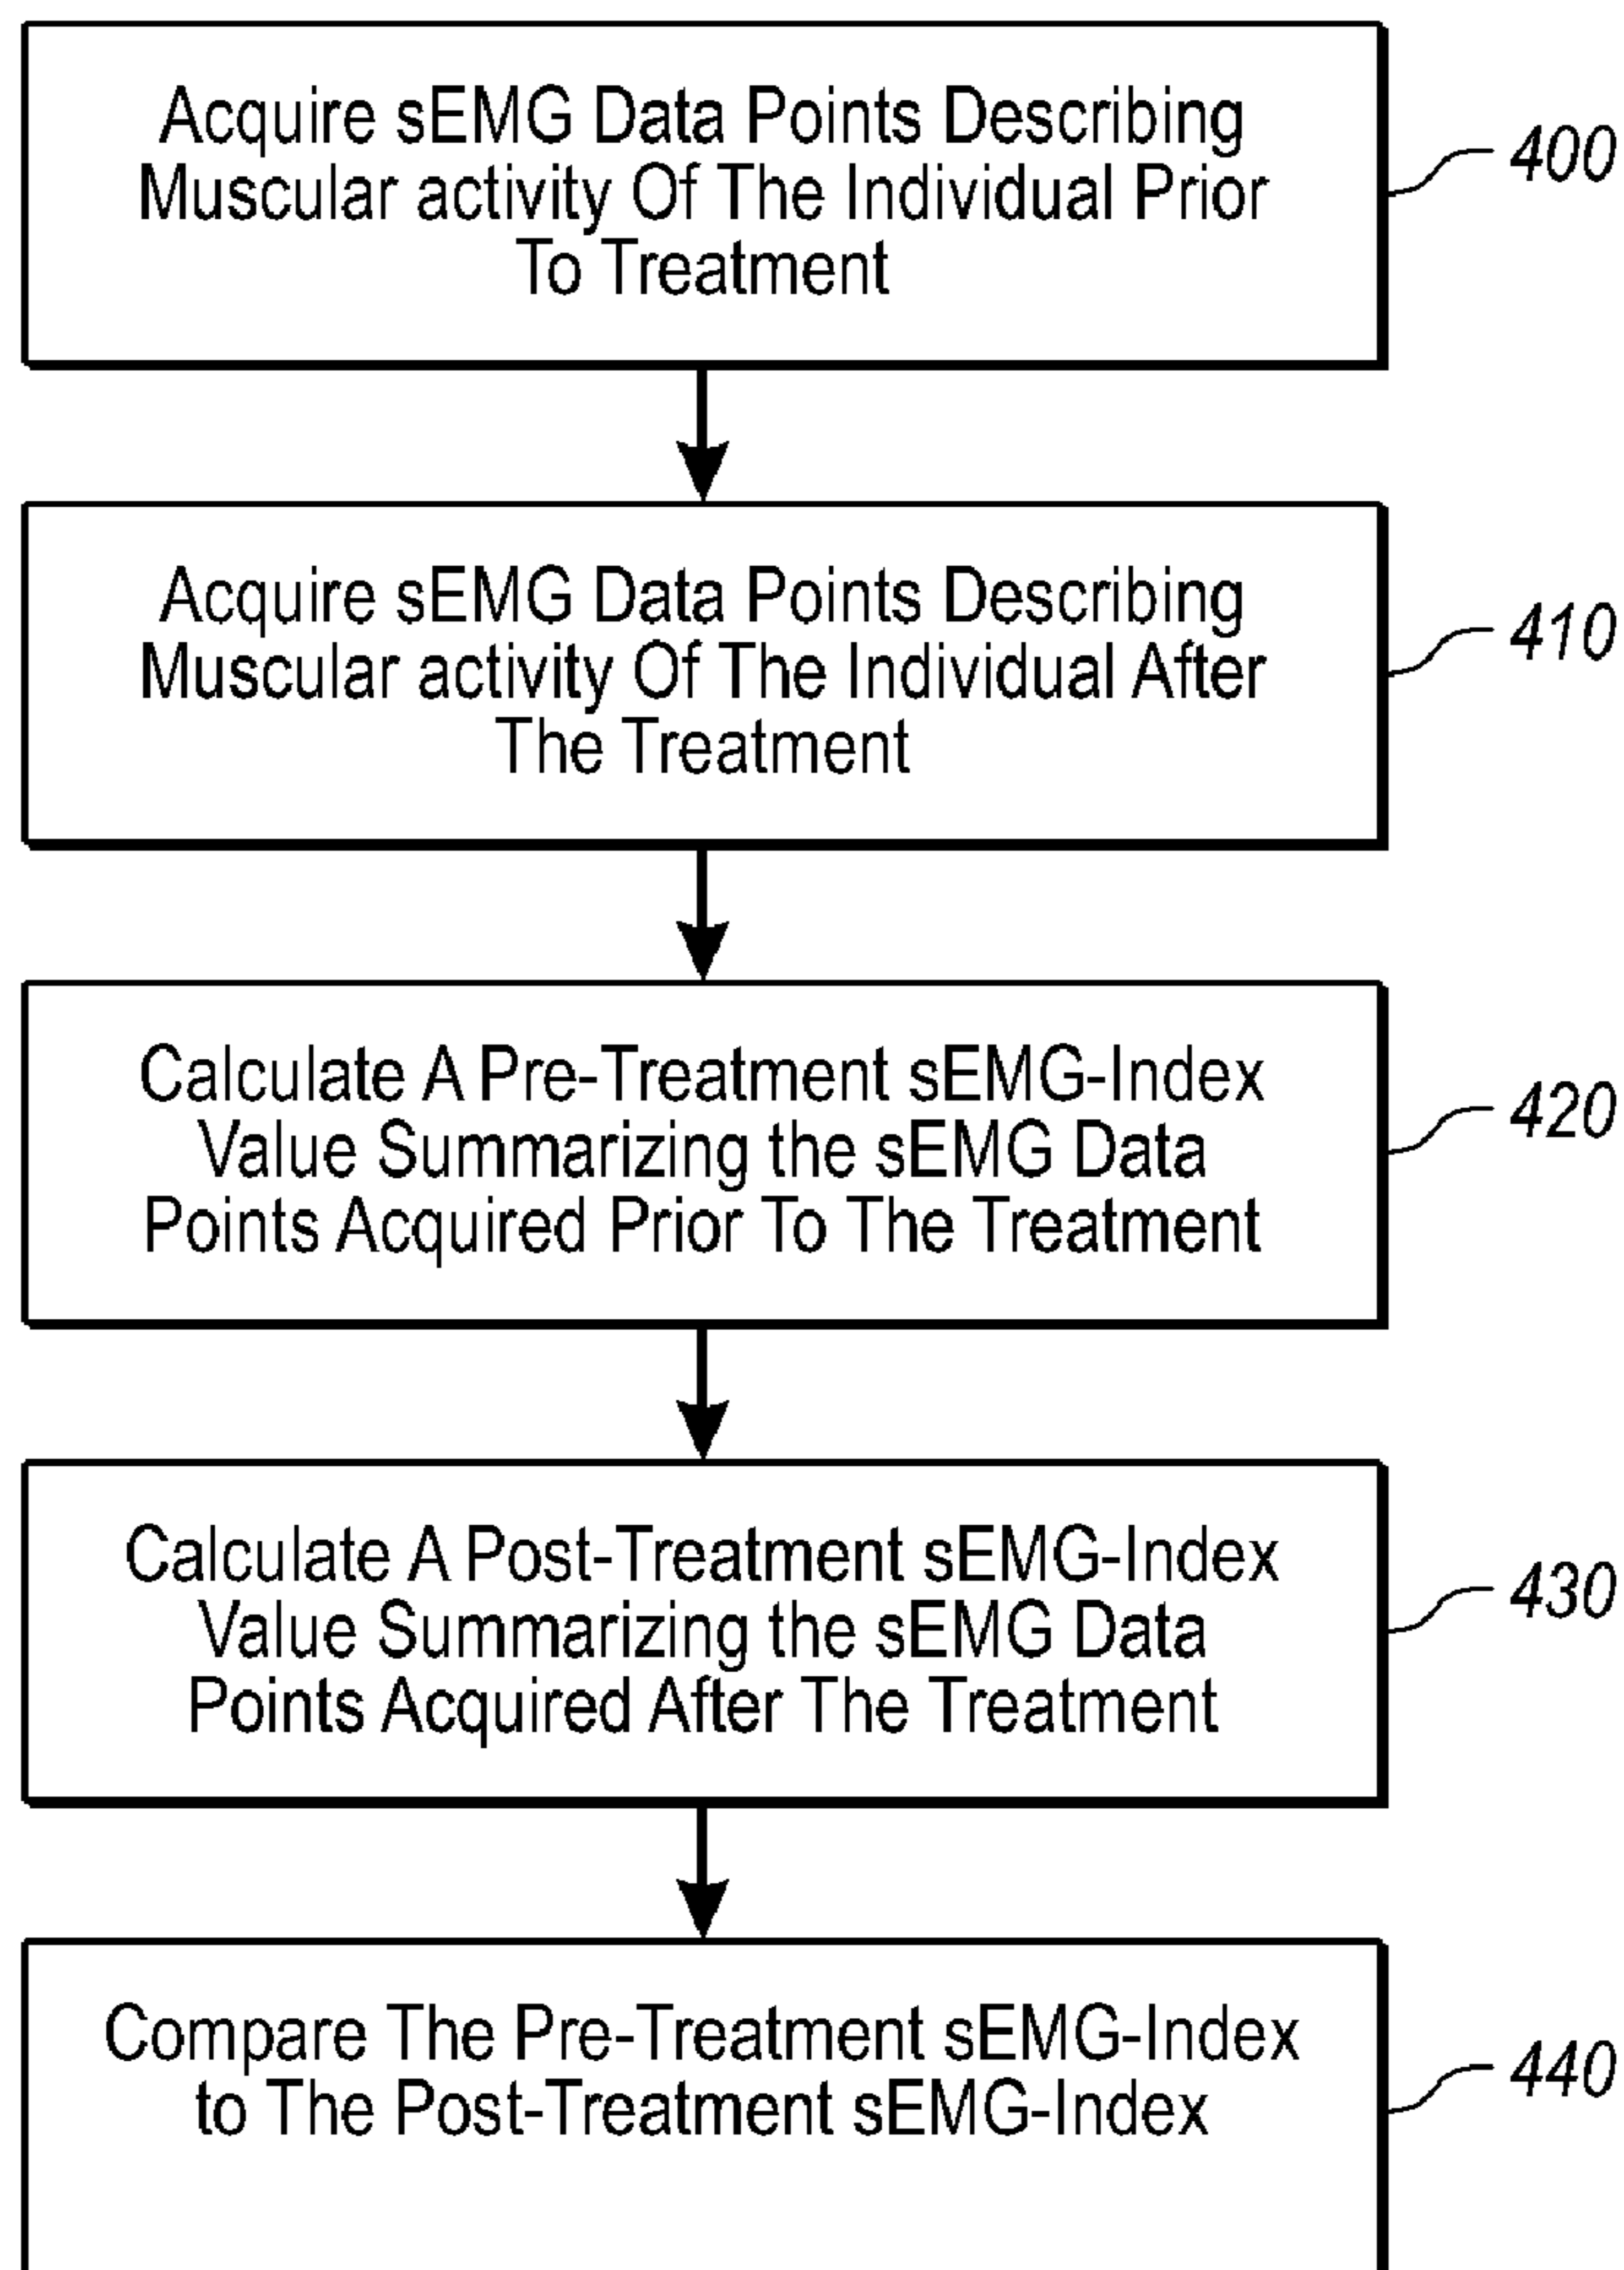 Acquire sEMG Data Points Describing
Muscular activity Of The Individual Prior
To Treatment
400
Acquire sEMG Data Points Describing
Muscular activity Of The Individual After
The Treatment
410
Calculate A Pre-Treatment sEMG-Index
Value Summarizing the sEMG Data
Points Acquired Prior To The Treatment
420
Calculate A Post-Treatment sEMG-Index
Value Summarizing the sEMG Data
Points Acquired After The Treatment
430
Compare The Pre-Treatment sEMG-Index
to The Post-Treatment sEMG-Index
440